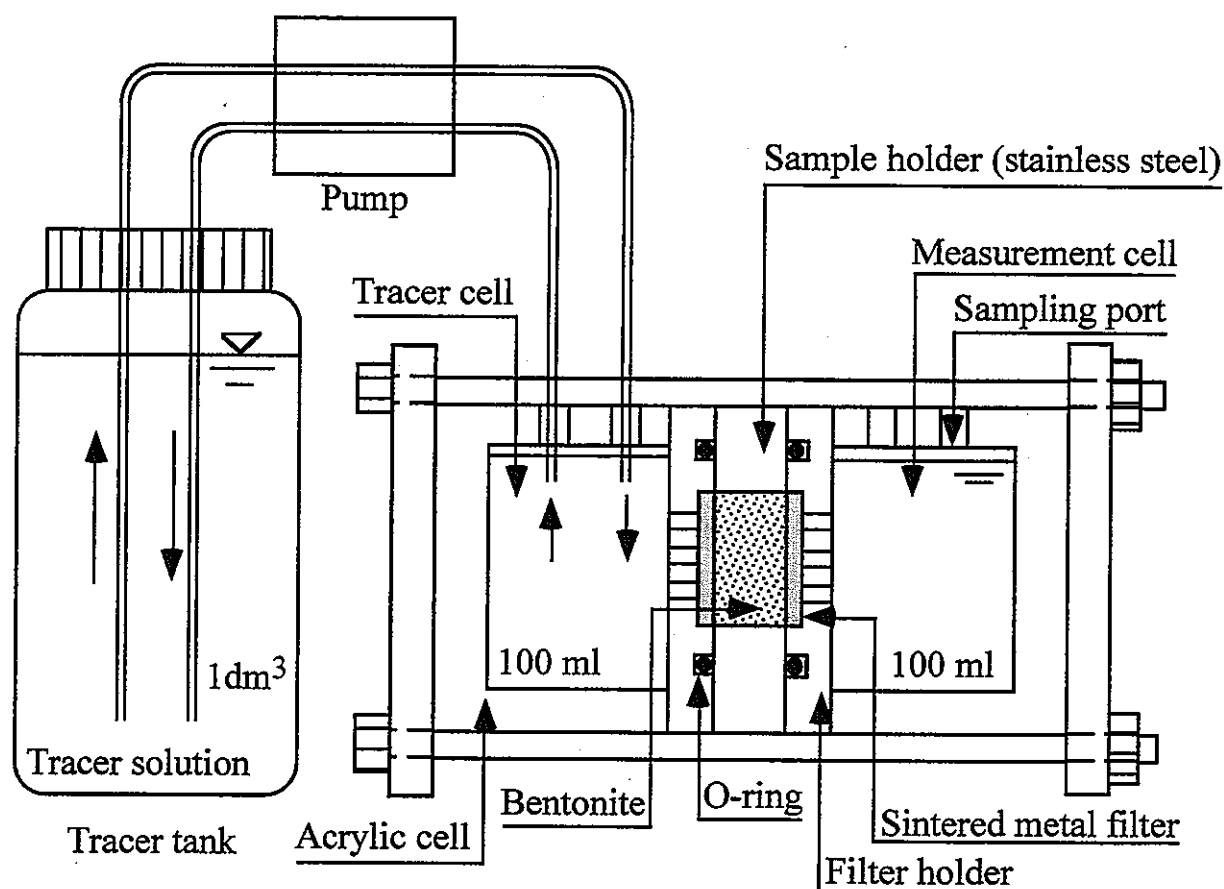 Pump
Sample holder (stainless steel)
Measurement cell
Tracer cell
Sampling port
1dm³
100 ml
100 ml
Tracer solution
Bentonite
O-ring
Tracer tank
Acrylic cell
Sintered metal filter
Filter holder